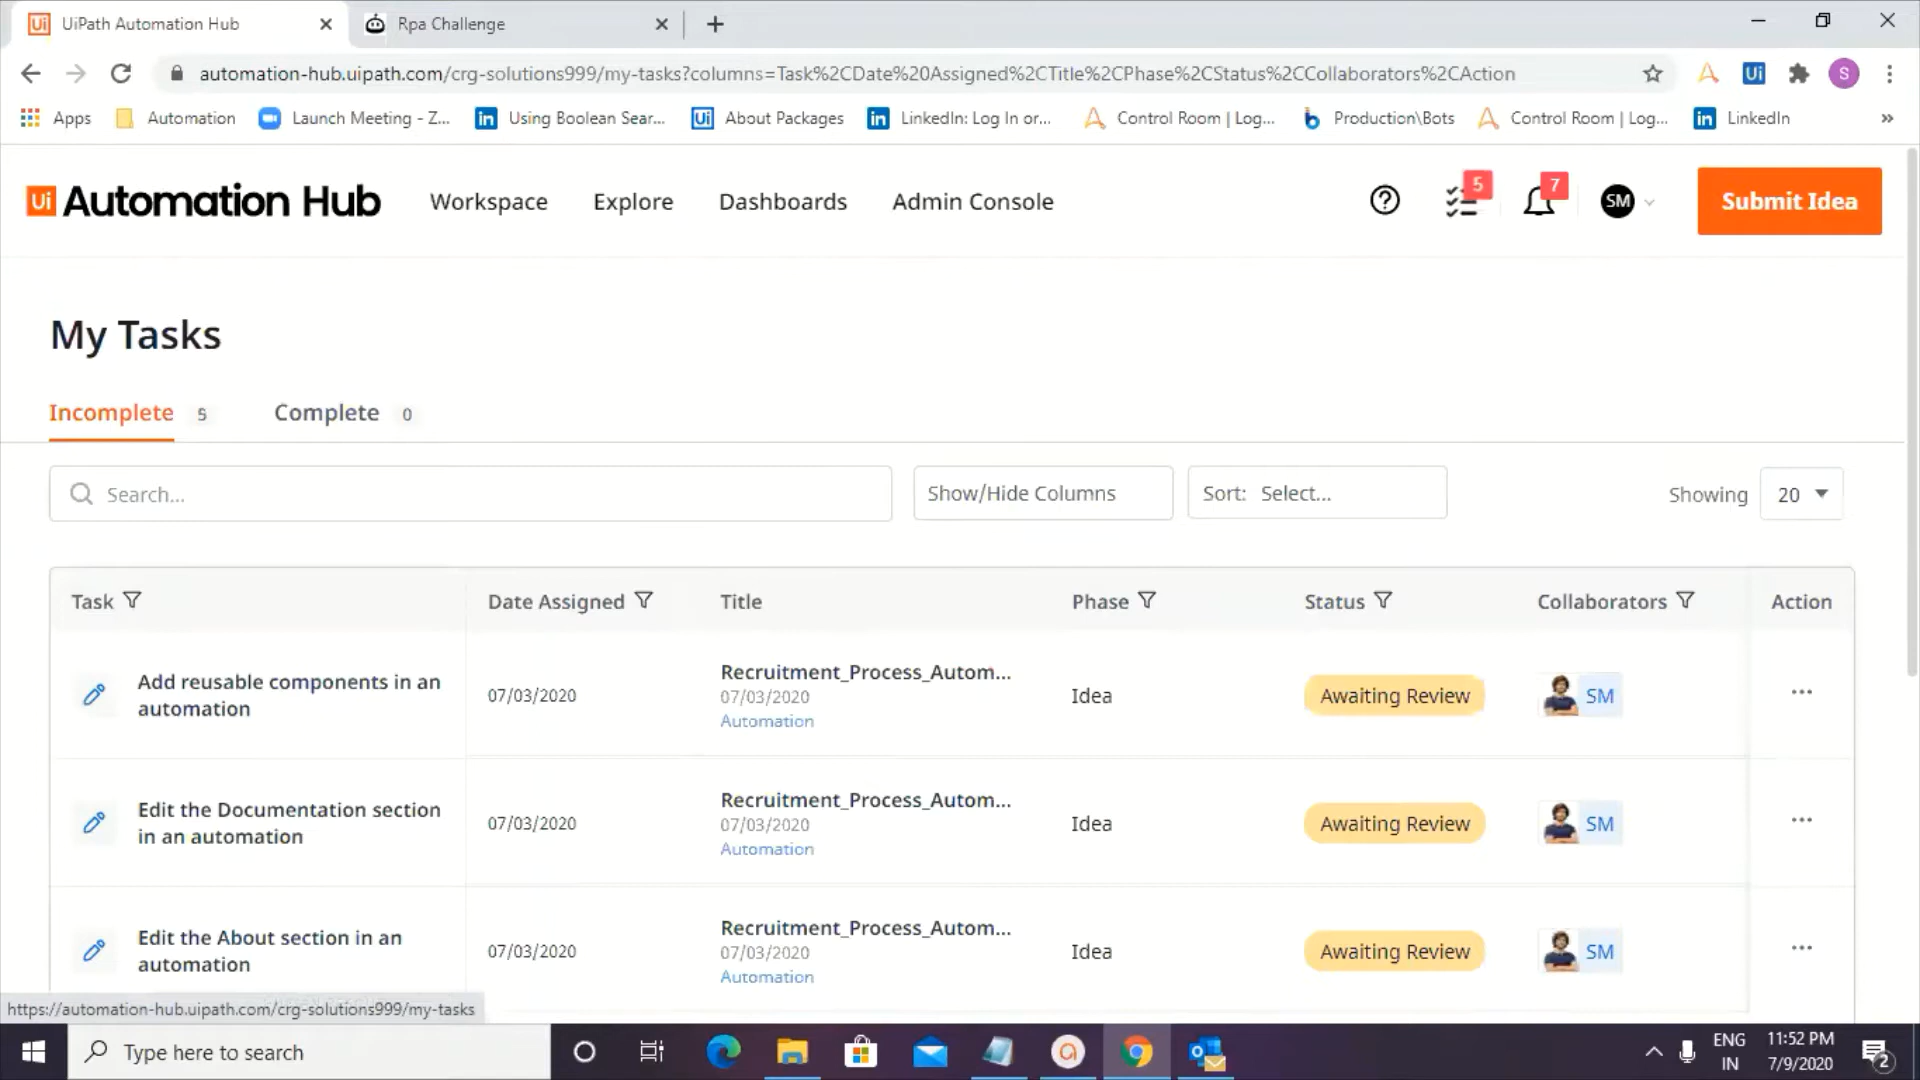 UiPath Automation Hub
Rpa Challenge
automation-hub.uipath.com/crg-solutions999/my-tasks?columns=Task%2CDate%20Assigned%2CTitle%2CPhase%2CStatus%2CCollaborators%2CAction
S
Apps
Automation
Launch Meeting - Z...
Using Boolean Sear...
About Packages
LinkedIn: Log In or...
Control Room | Log...
Production\Bots
Control Room | Log...
LinkedIn
»
Ui Automation Hub
Workspace
Explore
Dashboards
Admin Console
5
7
SM
Submit Idea
My Tasks
Incomplete 5
Complete 0
Search...
Show/Hide Columns
Sort: Select...
Showing 20
Task
Date Assigned
Title
Phase
Status
Collaborators
Action
Add reusable components in an
automation
07/03/2020
Recruitment_Process_Autom...
07/03/2020
Automation
Idea
Awaiting Review
SM
...
Edit the Documentation section
in an automation
07/03/2020
Recruitment_Process_Autom...
07/03/2020
Automation
Idea
Awaiting Review
SM
...
Edit the About section in an
automation
07/03/2020
Recruitment_Process_Autom...
07/03/2020
Automation
Idea
Awaiting Review
SM
...
https://automation-hub.uipath.com/crg-solutions999/my-tasks
Type here to search
ENG
IN
11:52 PM
7/9/2020
2